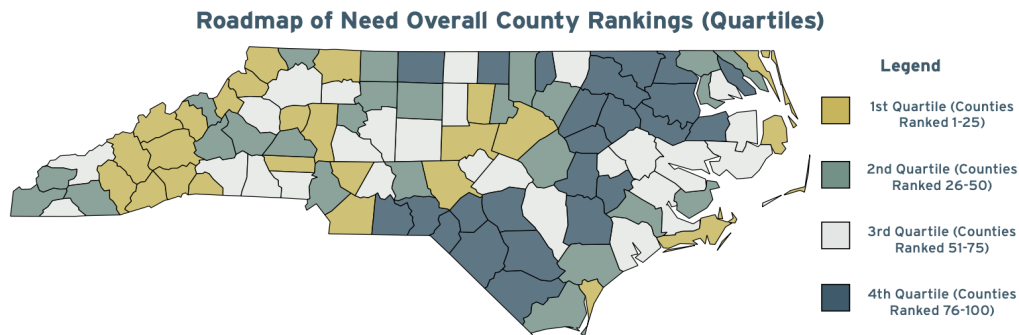 Roadmap of Need Overall County Rankings (Quartiles)
Legend
1st Quartile (Counties
Ranked 1-25)
2nd Quartile (Counties
Ranked 26-50)
3rd Quartile (Counties
Ranked 51-75)
4th Quartile (Counties
Ranked 76-100)